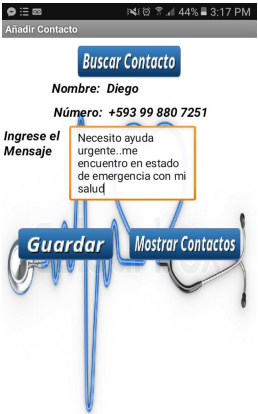 44% 3:17 PM
Añadir Contacto
Buscar Contacto
Nombre: Diego
Número: +593 99 880 7251
Ingrese el
Mensaje
Necesito ayuda
urgente..me
encuentro en estado
de emergencia con mi
salud
Guardar
Mostrar Contactos